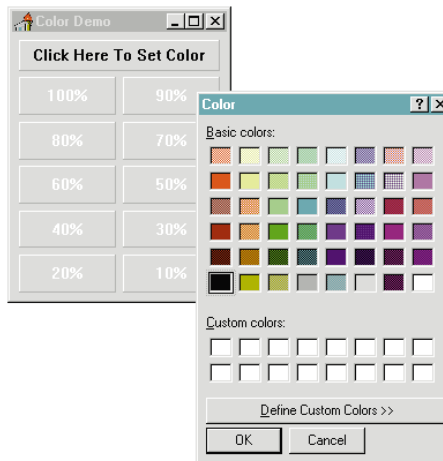 Color Demo
Click Here To Set Color
100% 90%
80% 70%
60% 50%
40% 30%
20% 10%
Color
Basic colors:
Custom colors:
Define Custom Colors >>
OK Cancel